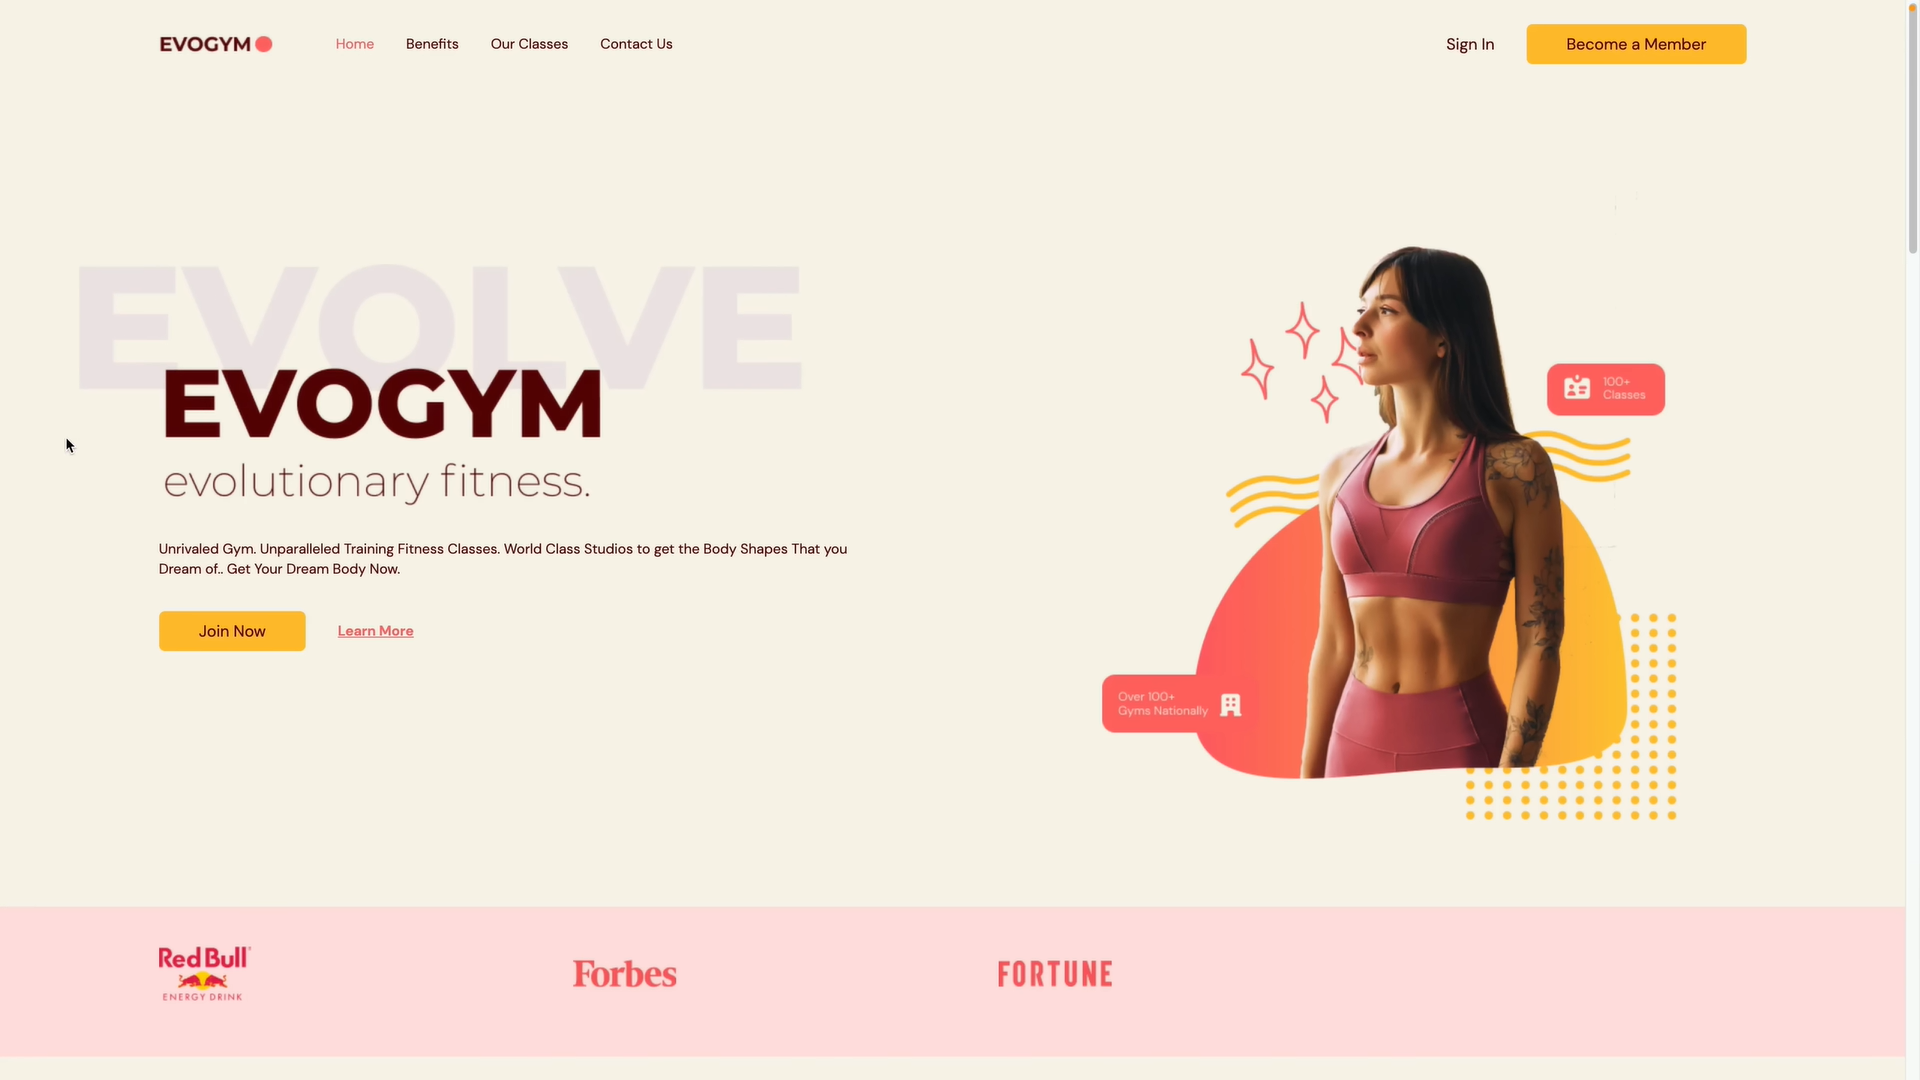 EVOGYM
Home
Benefits
Our Classes
Contact Us
Sign In
Become a Member
EVOLVE
EVOGYM
evolutionary fitness.
Unrivaled Gym. Unparalleled Training Fitness Classes. World Class Studios to get the Body Shapes That you
Dream of.. Get Your Dream Body Now.
Join Now
Learn More
100+
Classes
Over 100+
Gyms Nationally
Red Bull
ENERGY DRINK
Forbes
FORTUNE